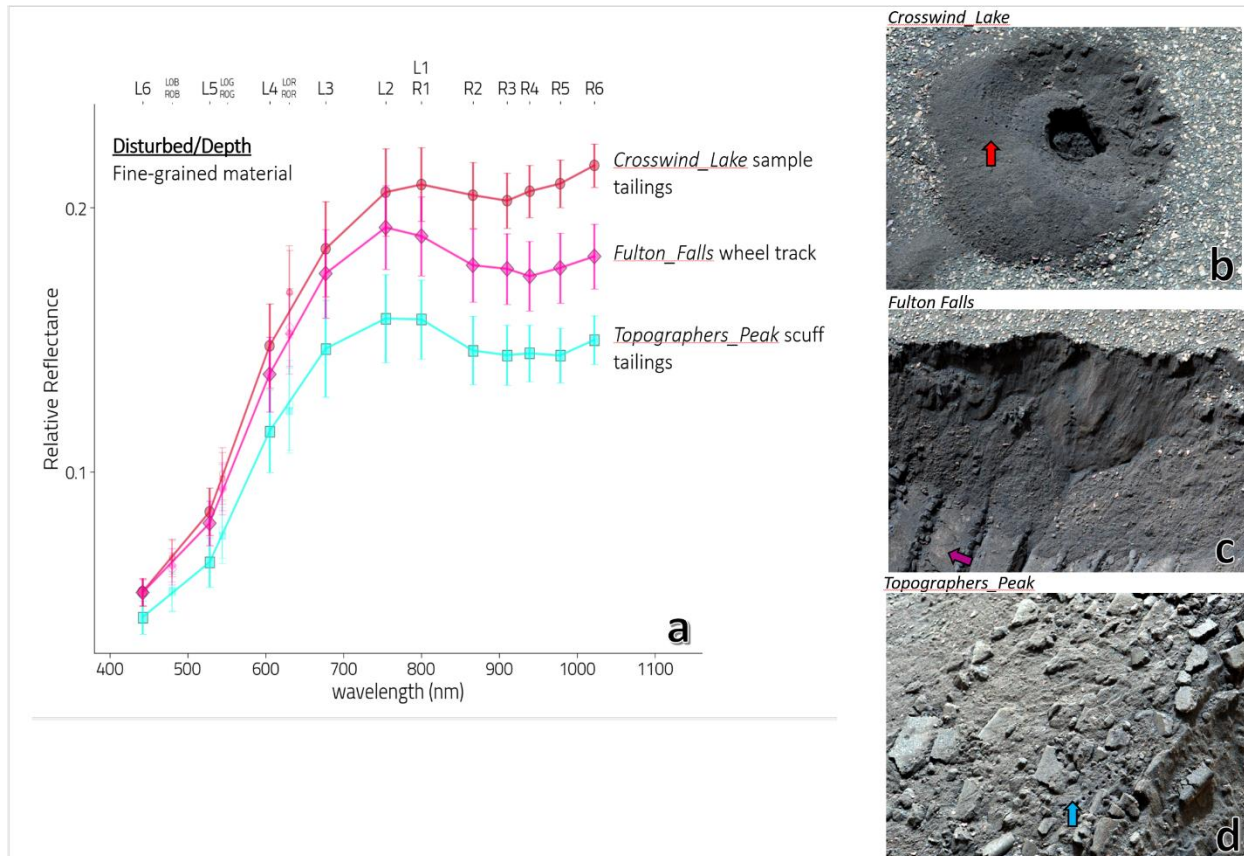 Crosswind_Lake
L1
L6 L0B R0B L5 L0G R0G L4 L0R R0R L3 L2 R1 R2 R3 R4 R5 R6
Disturbed/Depth
Fine-grained material
Crosswind_Lake sample
tailings
Fulton_Falls wheel track
Topographers_Peak scuff
tailings
0.2
0.1
Relative Reflectance
a
400 500 600 700 800 900 1000 1100
wavelength (nm)
b
Fulton Falls
c
Topographers_Peak
d